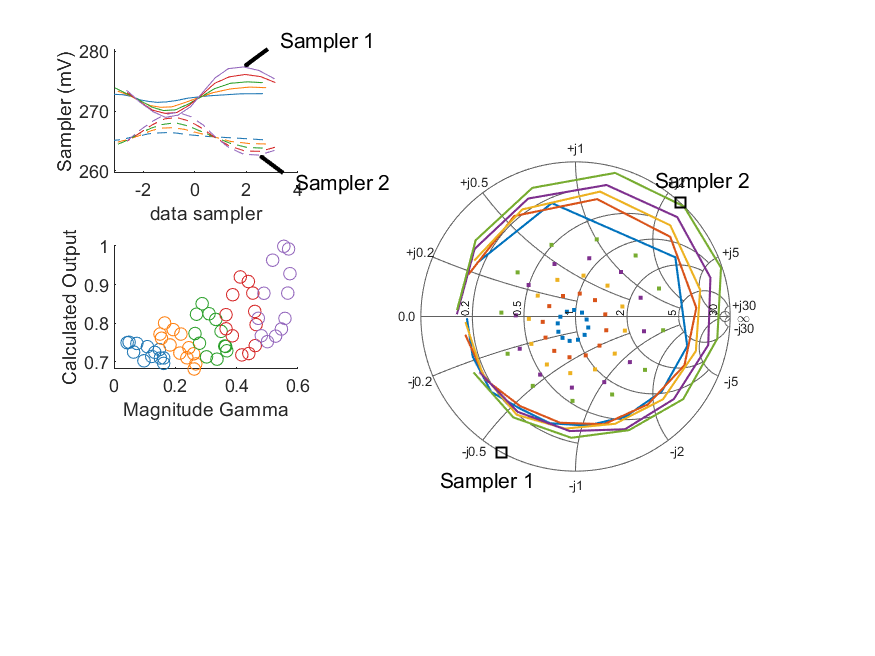 280
270
260
Sampler (mV)
-2
0
2
4
data sampler
Sampler 1
Sampler 2
1
0.9
0.8
0.7
Calculated Output
0
0.2
0.4
0.6
Magnitude Gamma
+j1
+j0.5
Sampler 2
+j0.2
+j5
0.0
0.2
0.5
1
2
5
30
+j30
∞
-j30
-j0.2
-j5
-j0.5
-j2
Sampler 1
-j1